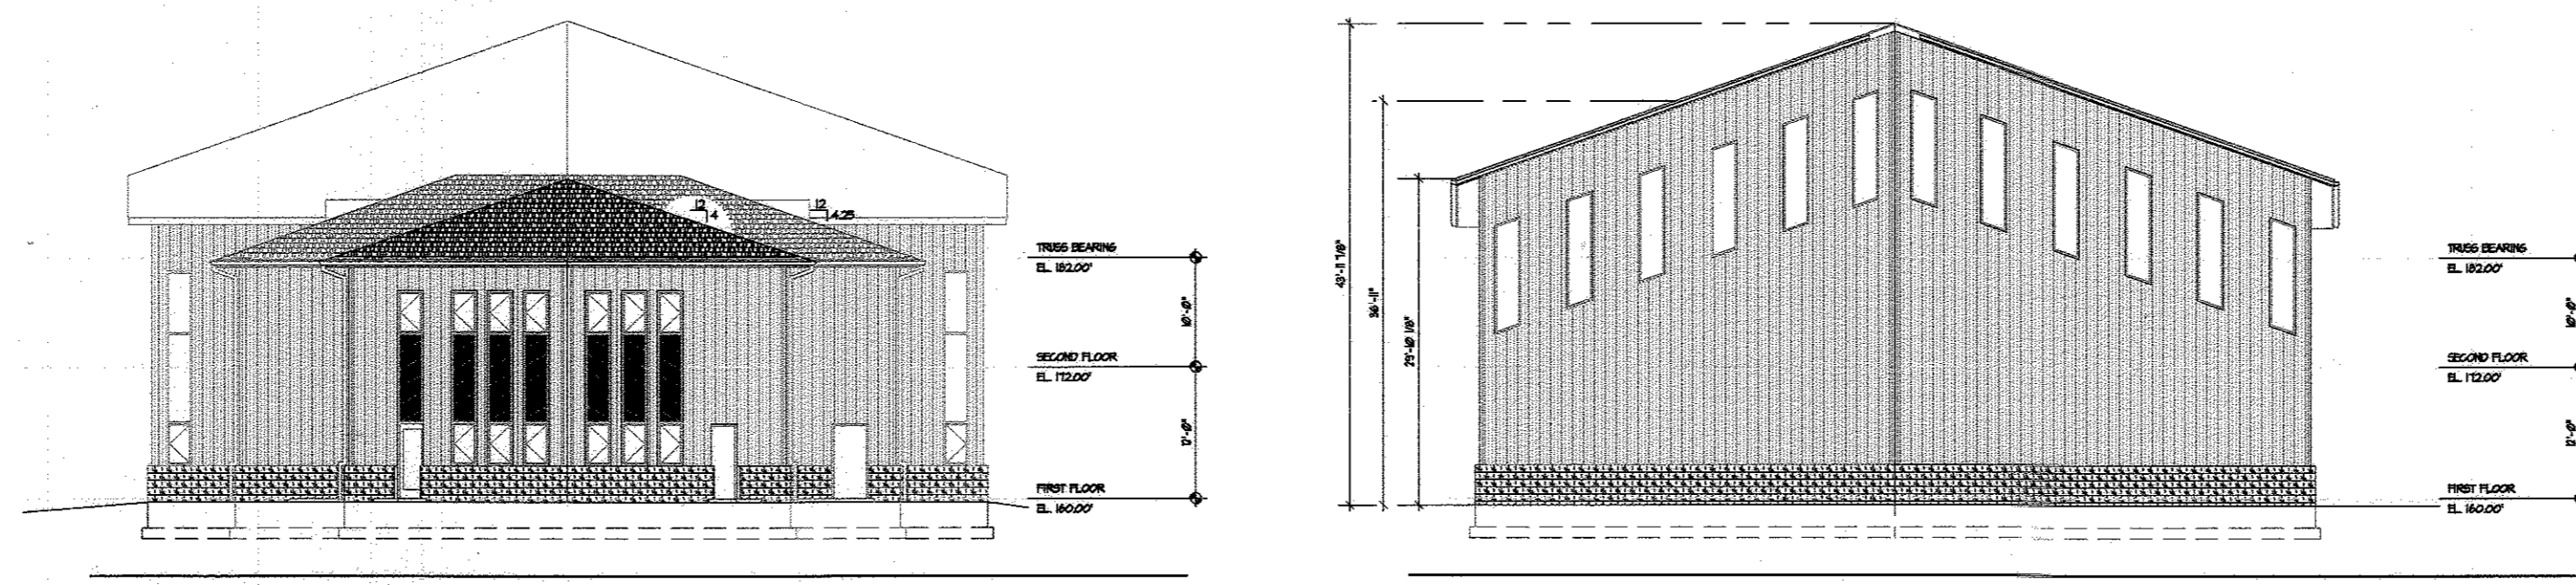 12
4
12
4.25
TRUSS BEARING
EL. 182.00'
10'-0"
SECOND FLOOR
EL. 172.00'
12'-0"
FIRST FLOOR
EL. 160.00'
43'-11 7/8"
36'-11"
29'-10 1/8"
TRUSS BEARING
EL. 182.00'
10'-0"
SECOND FLOOR
EL. 172.00'
12'-0"
FIRST FLOOR
EL. 160.00'